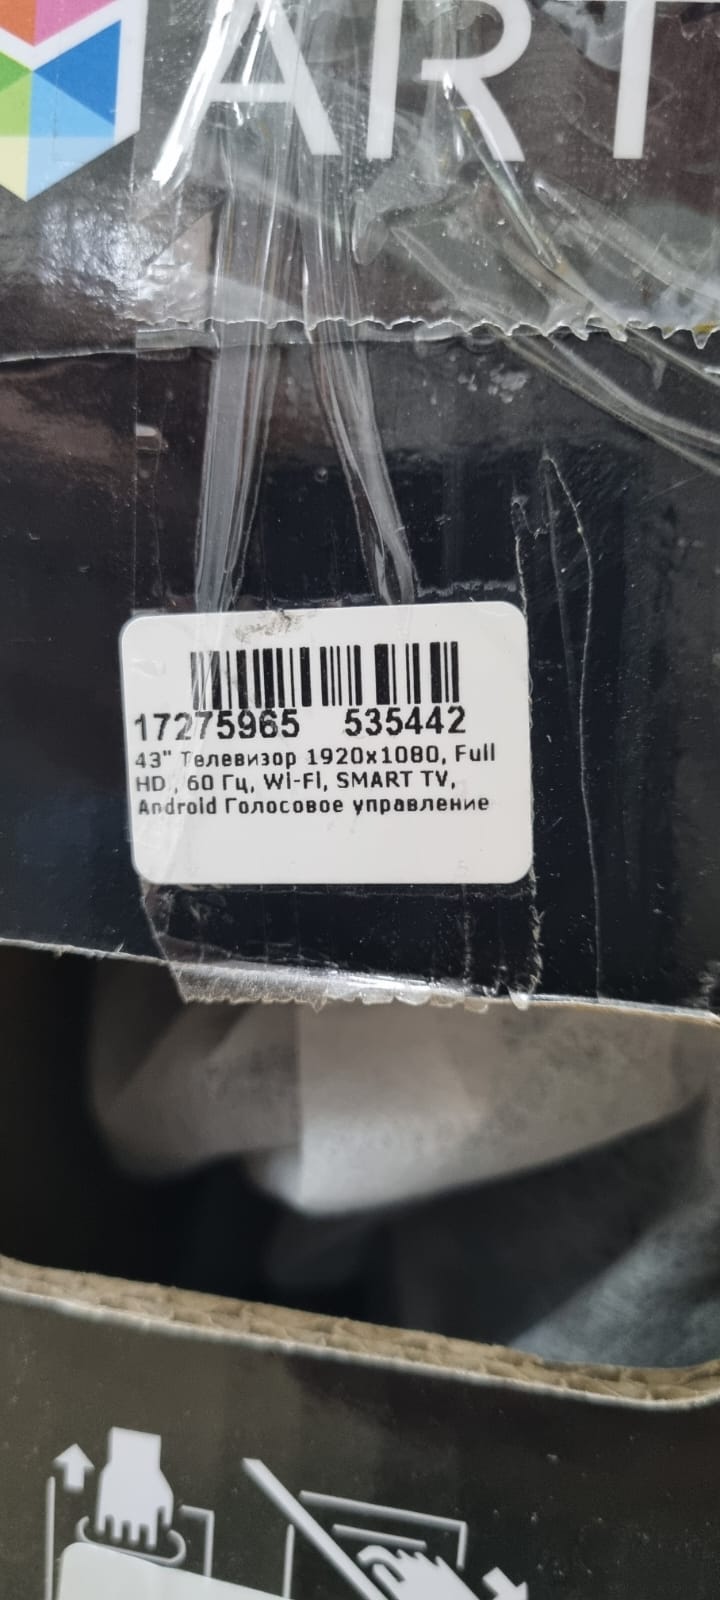 ART
17275965 535442
43" Телевизор 1920x1080, Full
HD , 60 Гц, Wi-Fi, SMART TV,
Android Голосовое управление